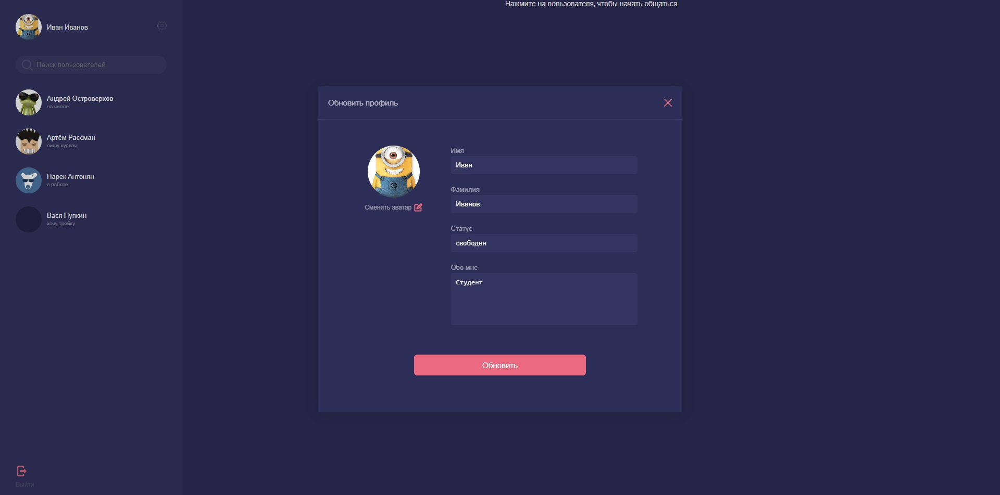 Нажмите на пользователя, чтобы начать общаться
Иван Иванов
Поиск пользователей
Андрей Островерхов
на чилле
Артём Рассман
пишу курсач
Нарек Антонян
в работе
Вася Пупкин
хочу тройку
Выйти
Обновить профиль
Сменить аватар
Имя
Иван
Фамилия
Иванов
Статус
свободен
Обо мне
Студент
Обновить